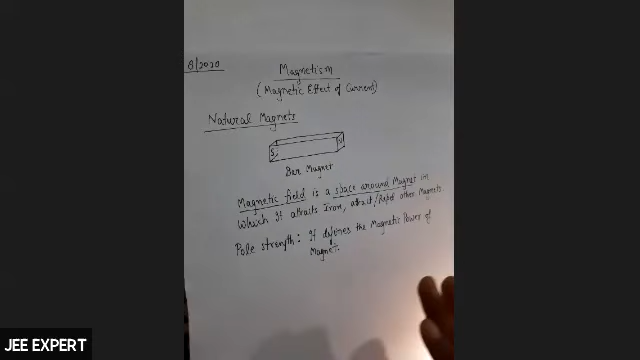 8/2020
Magnetism
(Magnetic Effect of Current)
Natural Magnets
S N
Bar Magnet
Magnetic field is a space around Magnet in
which It attracts Iron, attract/Repel other Magnets
Pole strength: It defines the Magnetic Power of
Magnet.
JEE EXPERT